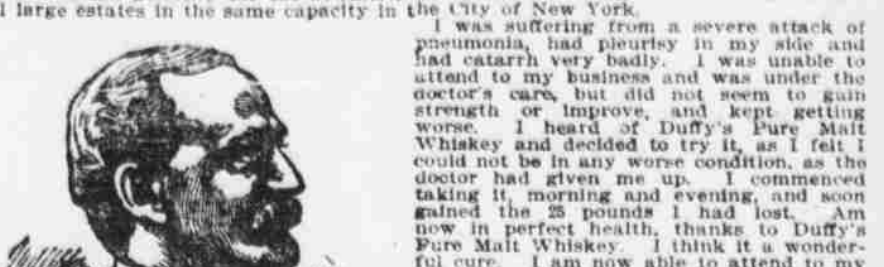 l large estates in the same capacity in the City of New York.
I was suffering from a severe attack of
pneumonia, had pleurisy in my side and
had catarrh very badly. I was unable to
attend to my business and was under the
doctor's care, but did not seem to gain
strength or improve, and kept getting
worse. I heard of Duffy's Pure Malt
Whiskey and decided to try it, as I felt I
could not be in any worse condition, as the
doctor had given me up. I commenced
taking it, morning and evening, and soon
gained the 25 pounds I had lost. Am
now in perfect health, thanks to Duffy's
Pure Malt Whiskey. I think it a wonder-
ful cure. I am now able to attend to my